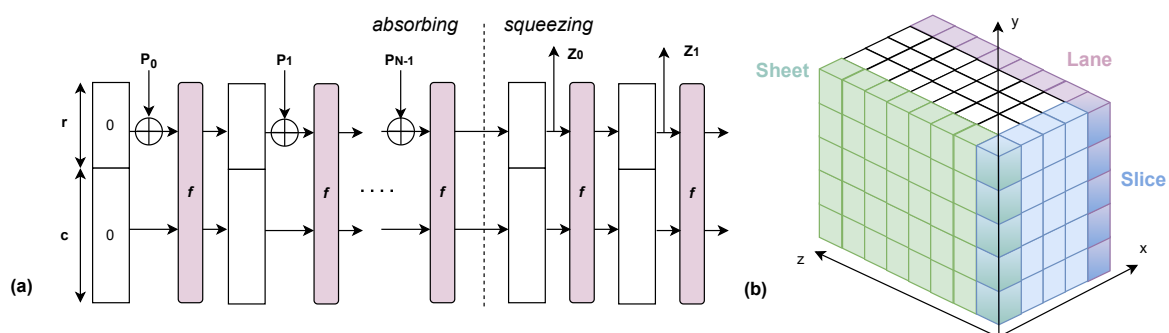 absorbing squeezing
P0 P1 PN-1 Z0 Z1
r 0 f f f f f
c 0 . . . .
(a)
y
Sheet Lane
Slice
z x
(b)